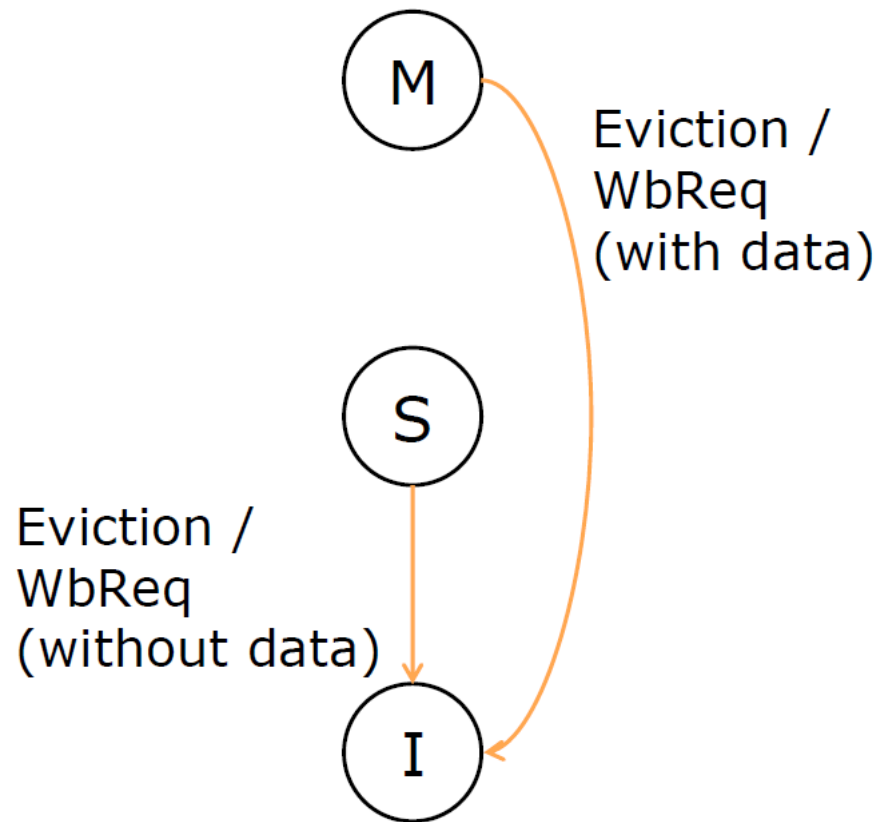 M
Eviction /
WbReq
(with data)
S
Eviction /
WbReq
(without data)
I